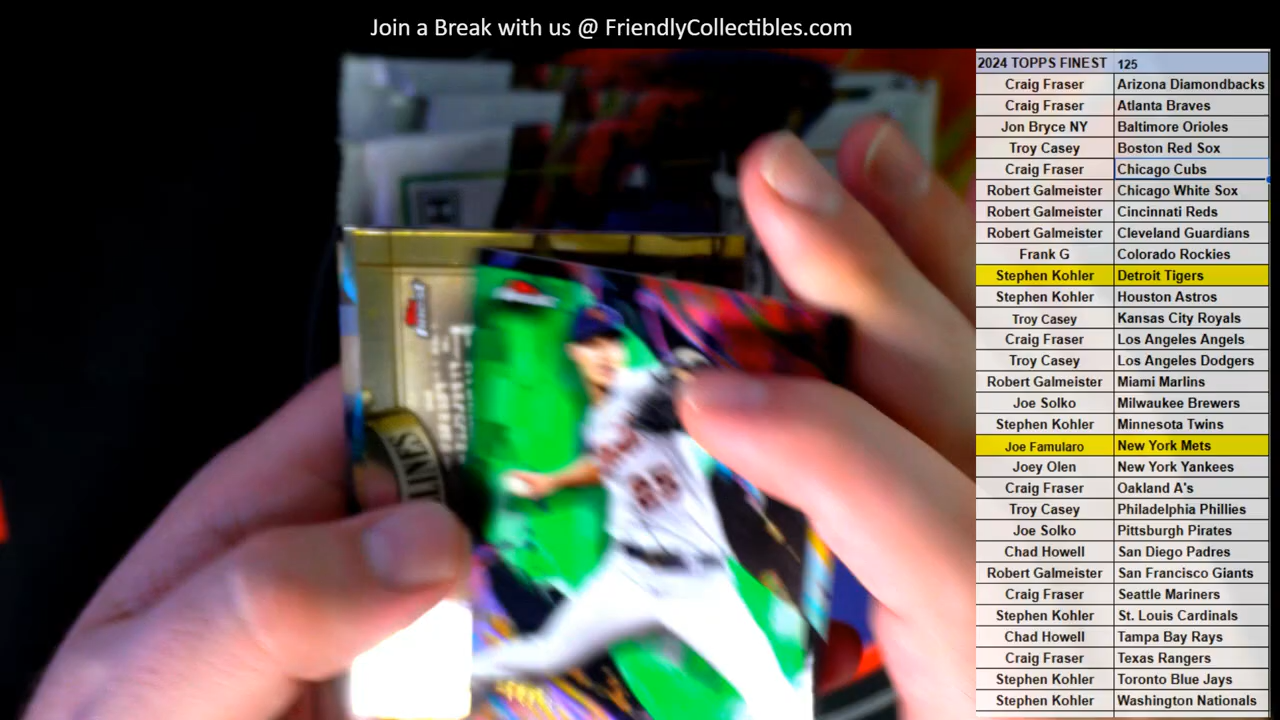 Join a Break with us @ FriendlyCollectibles.com
2024 TOPPS FINEST 125
Craig Fraser Arizona Diamondbacks
Craig Fraser Atlanta Braves
Jon Bryce NY Baltimore Orioles
Troy Casey Boston Red Sox
Craig Fraser Chicago Cubs
Robert Galmeister Chicago White Sox
Robert Galmeister Cincinnati Reds
Robert Galmeister Cleveland Guardians
Frank G Colorado Rockies
Stephen Kohler Detroit Tigers
Stephen Kohler Houston Astros
Troy Casey Kansas City Royals
Craig Fraser Los Angeles Angels
Troy Casey Los Angeles Dodgers
Robert Galmeister Miami Marlins
Joe Solko Milwaukee Brewers
Stephen Kohler Minnesota Twins
Joe Famularo New York Mets
Joey Olen New York Yankees
Craig Fraser Oakland A's
Troy Casey Philadelphia Phillies
Joe Solko Pittsburgh Pirates
Chad Howell San Diego Padres
Robert Galmeister San Francisco Giants
Craig Fraser Seattle Mariners
Stephen Kohler St. Louis Cardinals
Chad Howell Tampa Bay Rays
Craig Fraser Texas Rangers
Stephen Kohler Toronto Blue Jays
Stephen Kohler Washington Nationals